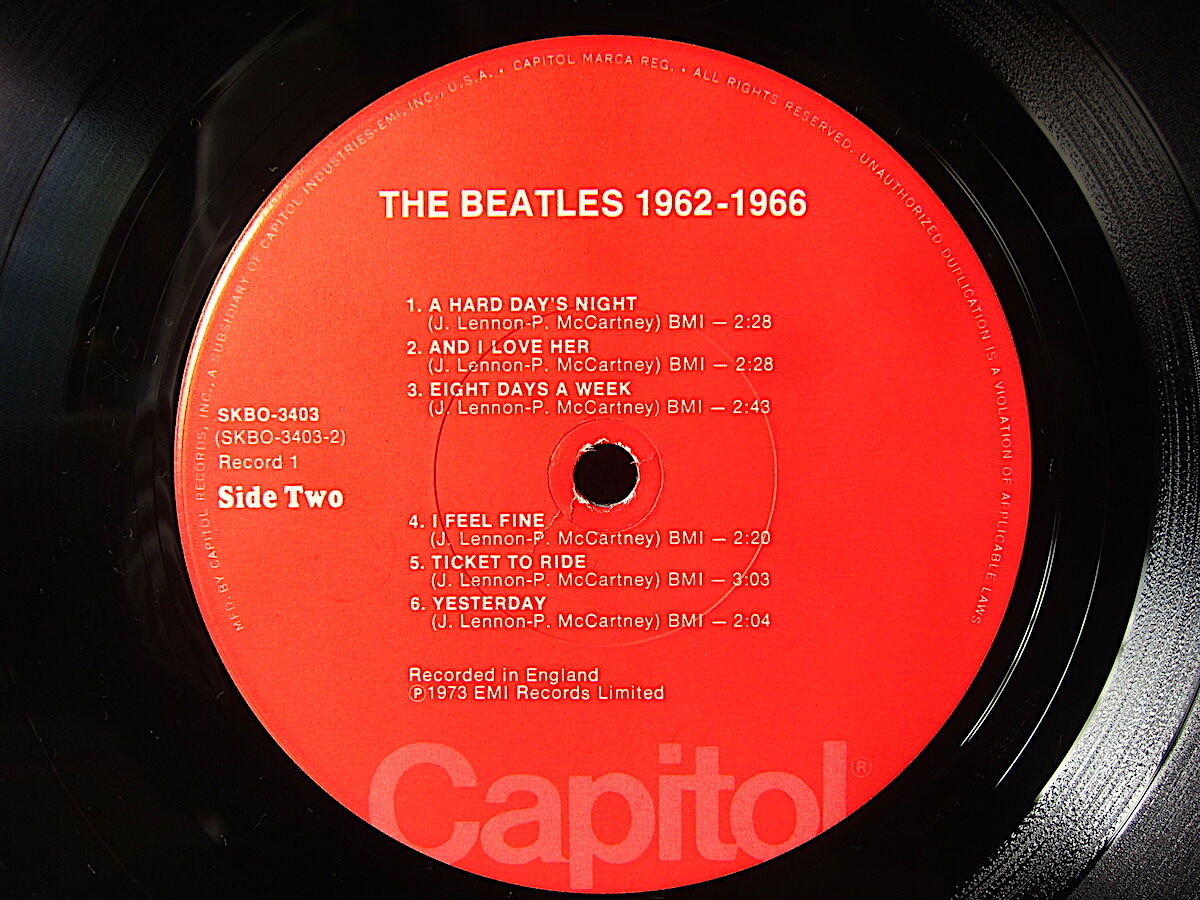 MFD. BY CAPITOL RECORDS, INC., A SUBSIDIARY OF CAPITOL INDUSTRIES-EMI, INC., U.S.A. • CAPITOL MARCA REG. • ALL RIGHTS RESERVED. UNAUTHORIZED DUPLICATION IS A VIOLATION OF APPLICABLE LAWS
THE BEATLES 1962-1966
1. A HARD DAY'S NIGHT
(J. Lennon-P. McCartney) BMI — 2:28
2. AND I LOVE HER
(J. Lennon-P. McCartney) BMI — 2:28
3. EIGHT DAYS A WEEK
(J. Lennon-P. McCartney) BMI — 2:43
SKBO-3403
(SKBO-3403-2)
Record 1
Side Two
4. I FEEL FINE
(J. Lennon-P. McCartney) BMI — 2:20
5. TICKET TO RIDE
(J. Lennon-P. McCartney) BMI — 3:03
6. YESTERDAY
(J. Lennon-P. McCartney) BMI — 2:04
Recorded in England
℗1973 EMI Records Limited
Capitol®